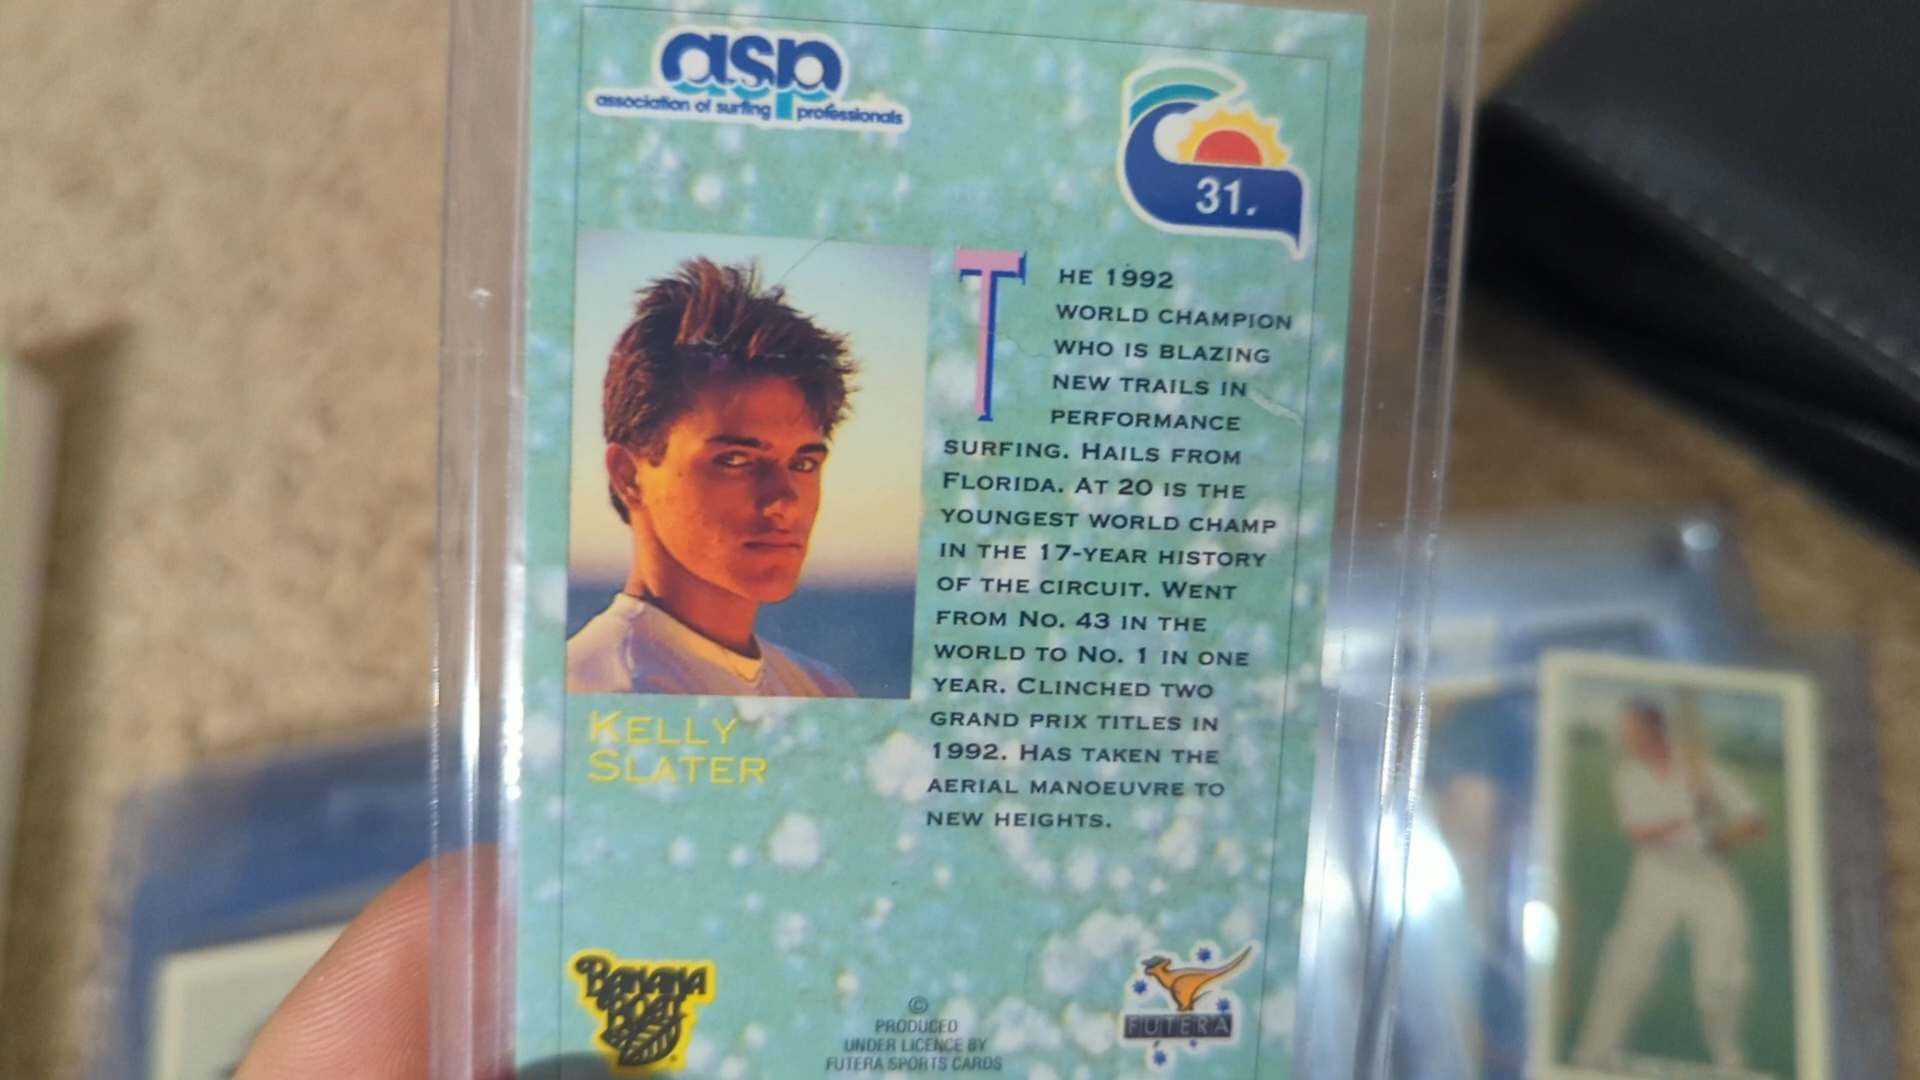 asp
association of surfing professionals
31.
THE 1992
WORLD CHAMPION
WHO IS BLAZING
NEW TRAILS IN
PERFORMANCE
SURFING. HAILS FROM
FLORIDA. AT 20 IS THE
YOUNGEST WORLD CHAMP
IN THE 17-YEAR HISTORY
OF THE CIRCUIT. WENT
FROM NO. 43 IN THE
WORLD TO NO. 1 IN ONE
YEAR. CLINCHED TWO
GRAND PRIX TITLES IN
1992. HAS TAKEN THE
AERIAL MANOEUVRE TO
NEW HEIGHTS.
KELLY
SLATER
BANANA
BOAT
©
PRODUCED
UNDER LICENCE BY
FUTERA SPORTS CARDS
FUTERA